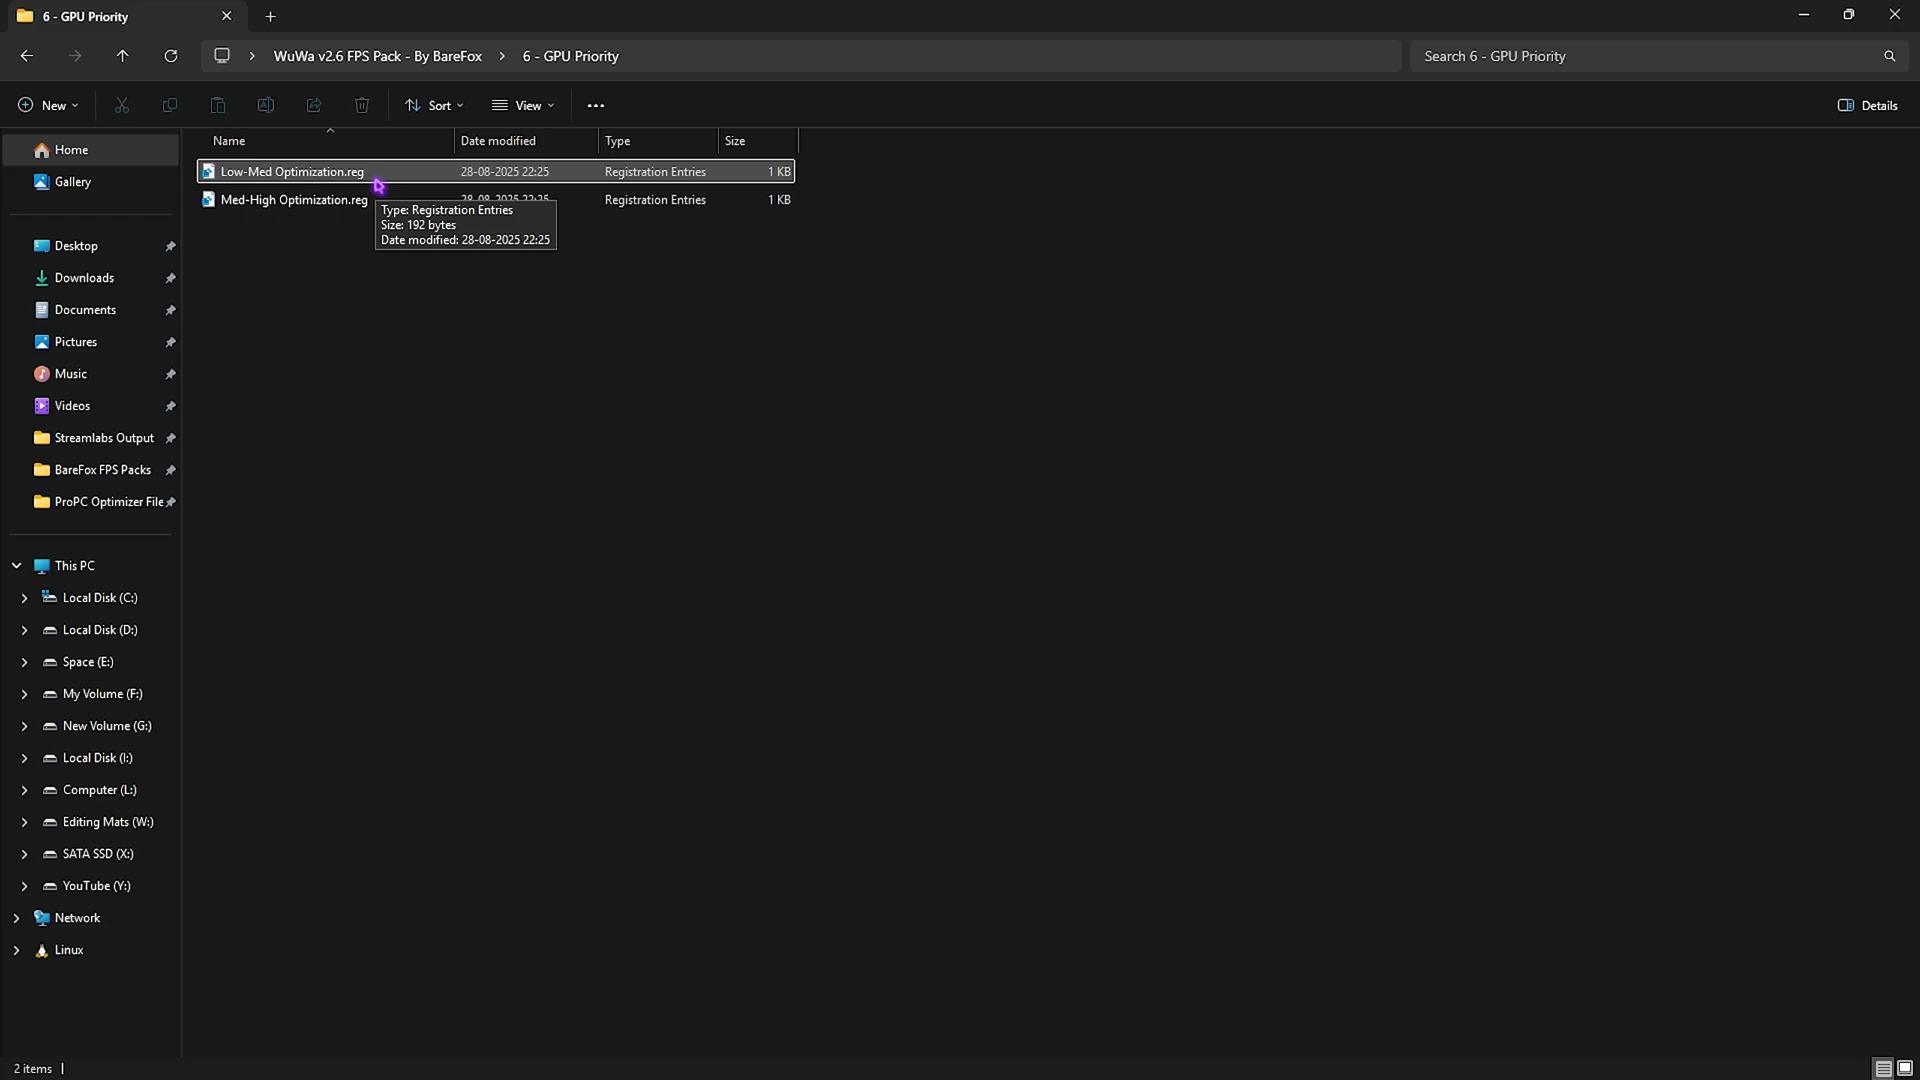 6 - GPU Priority
WuWa v2.6 FPS Pack - By BareFox > 6 - GPU Priority
Search 6 - GPU Priority
New
Sort
View
Details
Name
Date modified
Type
Size
Home
Gallery
Low-Med Optimization.reg 28-08-2025 22:25 Registration Entries 1 KB
Med-High Optimization.reg 28-08-2025 22:25 Registration Entries 1 KB
Type: Registration Entries
Size: 192 bytes
Date modified: 28-08-2025 22:25
Desktop
Downloads
Documents
Pictures
Music
Videos
Streamlabs Output
BareFox FPS Packs
ProPC Optimizer File
This PC
Local Disk (C:)
Local Disk (D:)
Space (E:)
My Volume (F:)
New Volume (G:)
Local Disk (I:)
Computer (L:)
Editing Mats (W:)
SATA SSD (X:)
YouTube (Y:)
Network
Linux
2 items